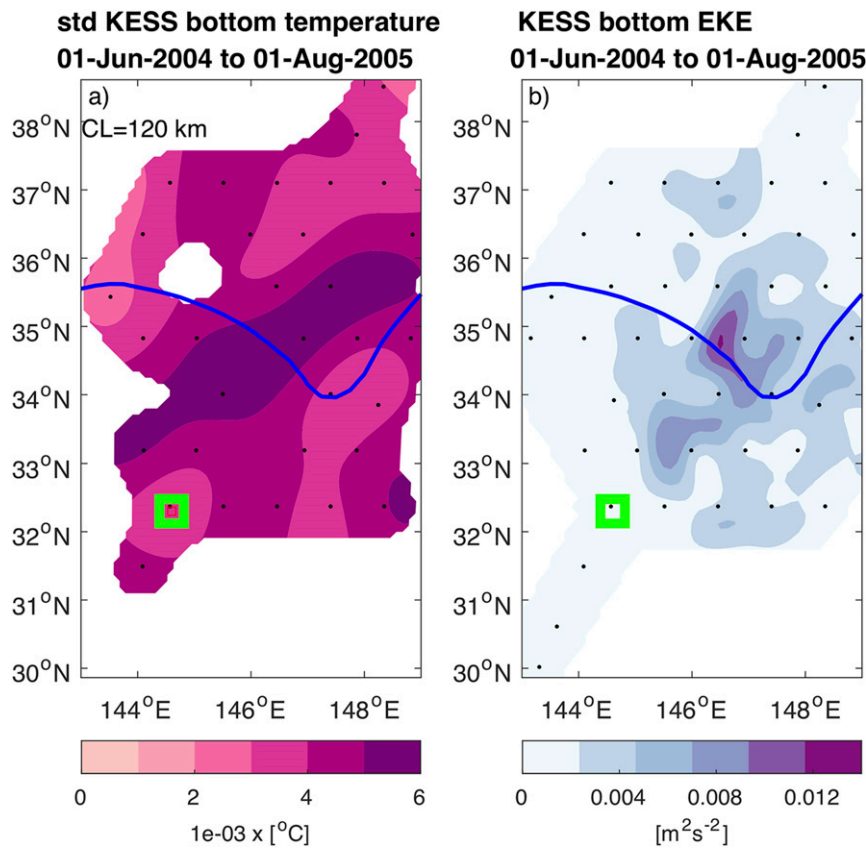 std KESS bottom temperature
01-Jun-2004 to 01-Aug-2005
KESS bottom EKE
01-Jun-2004 to 01-Aug-2005
a)
CL=120 km
b)
38°N
37°N
36°N
35°N
34°N
33°N
32°N
31°N
30°N
38°N
37°N
36°N
35°N
34°N
33°N
32°N
31°N
30°N
144°E 146°E 148°E
144°E 146°E 148°E
0 2 4 6
1e-03 x [°C]
0 0.004 0.008 0.012
[m²s⁻²]